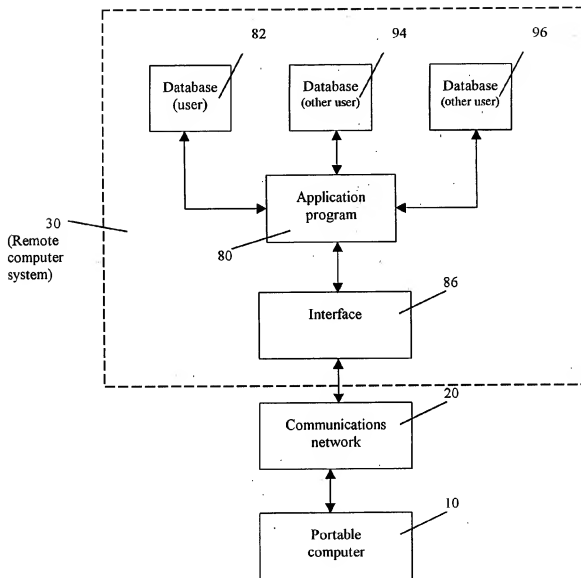 82
94
96
Database
(user)
Database
(other user)
Database
(other user)
Application
program
80
30
(Remote
computer
system)
86
Interface
20
Communications
network
10
Portable
computer